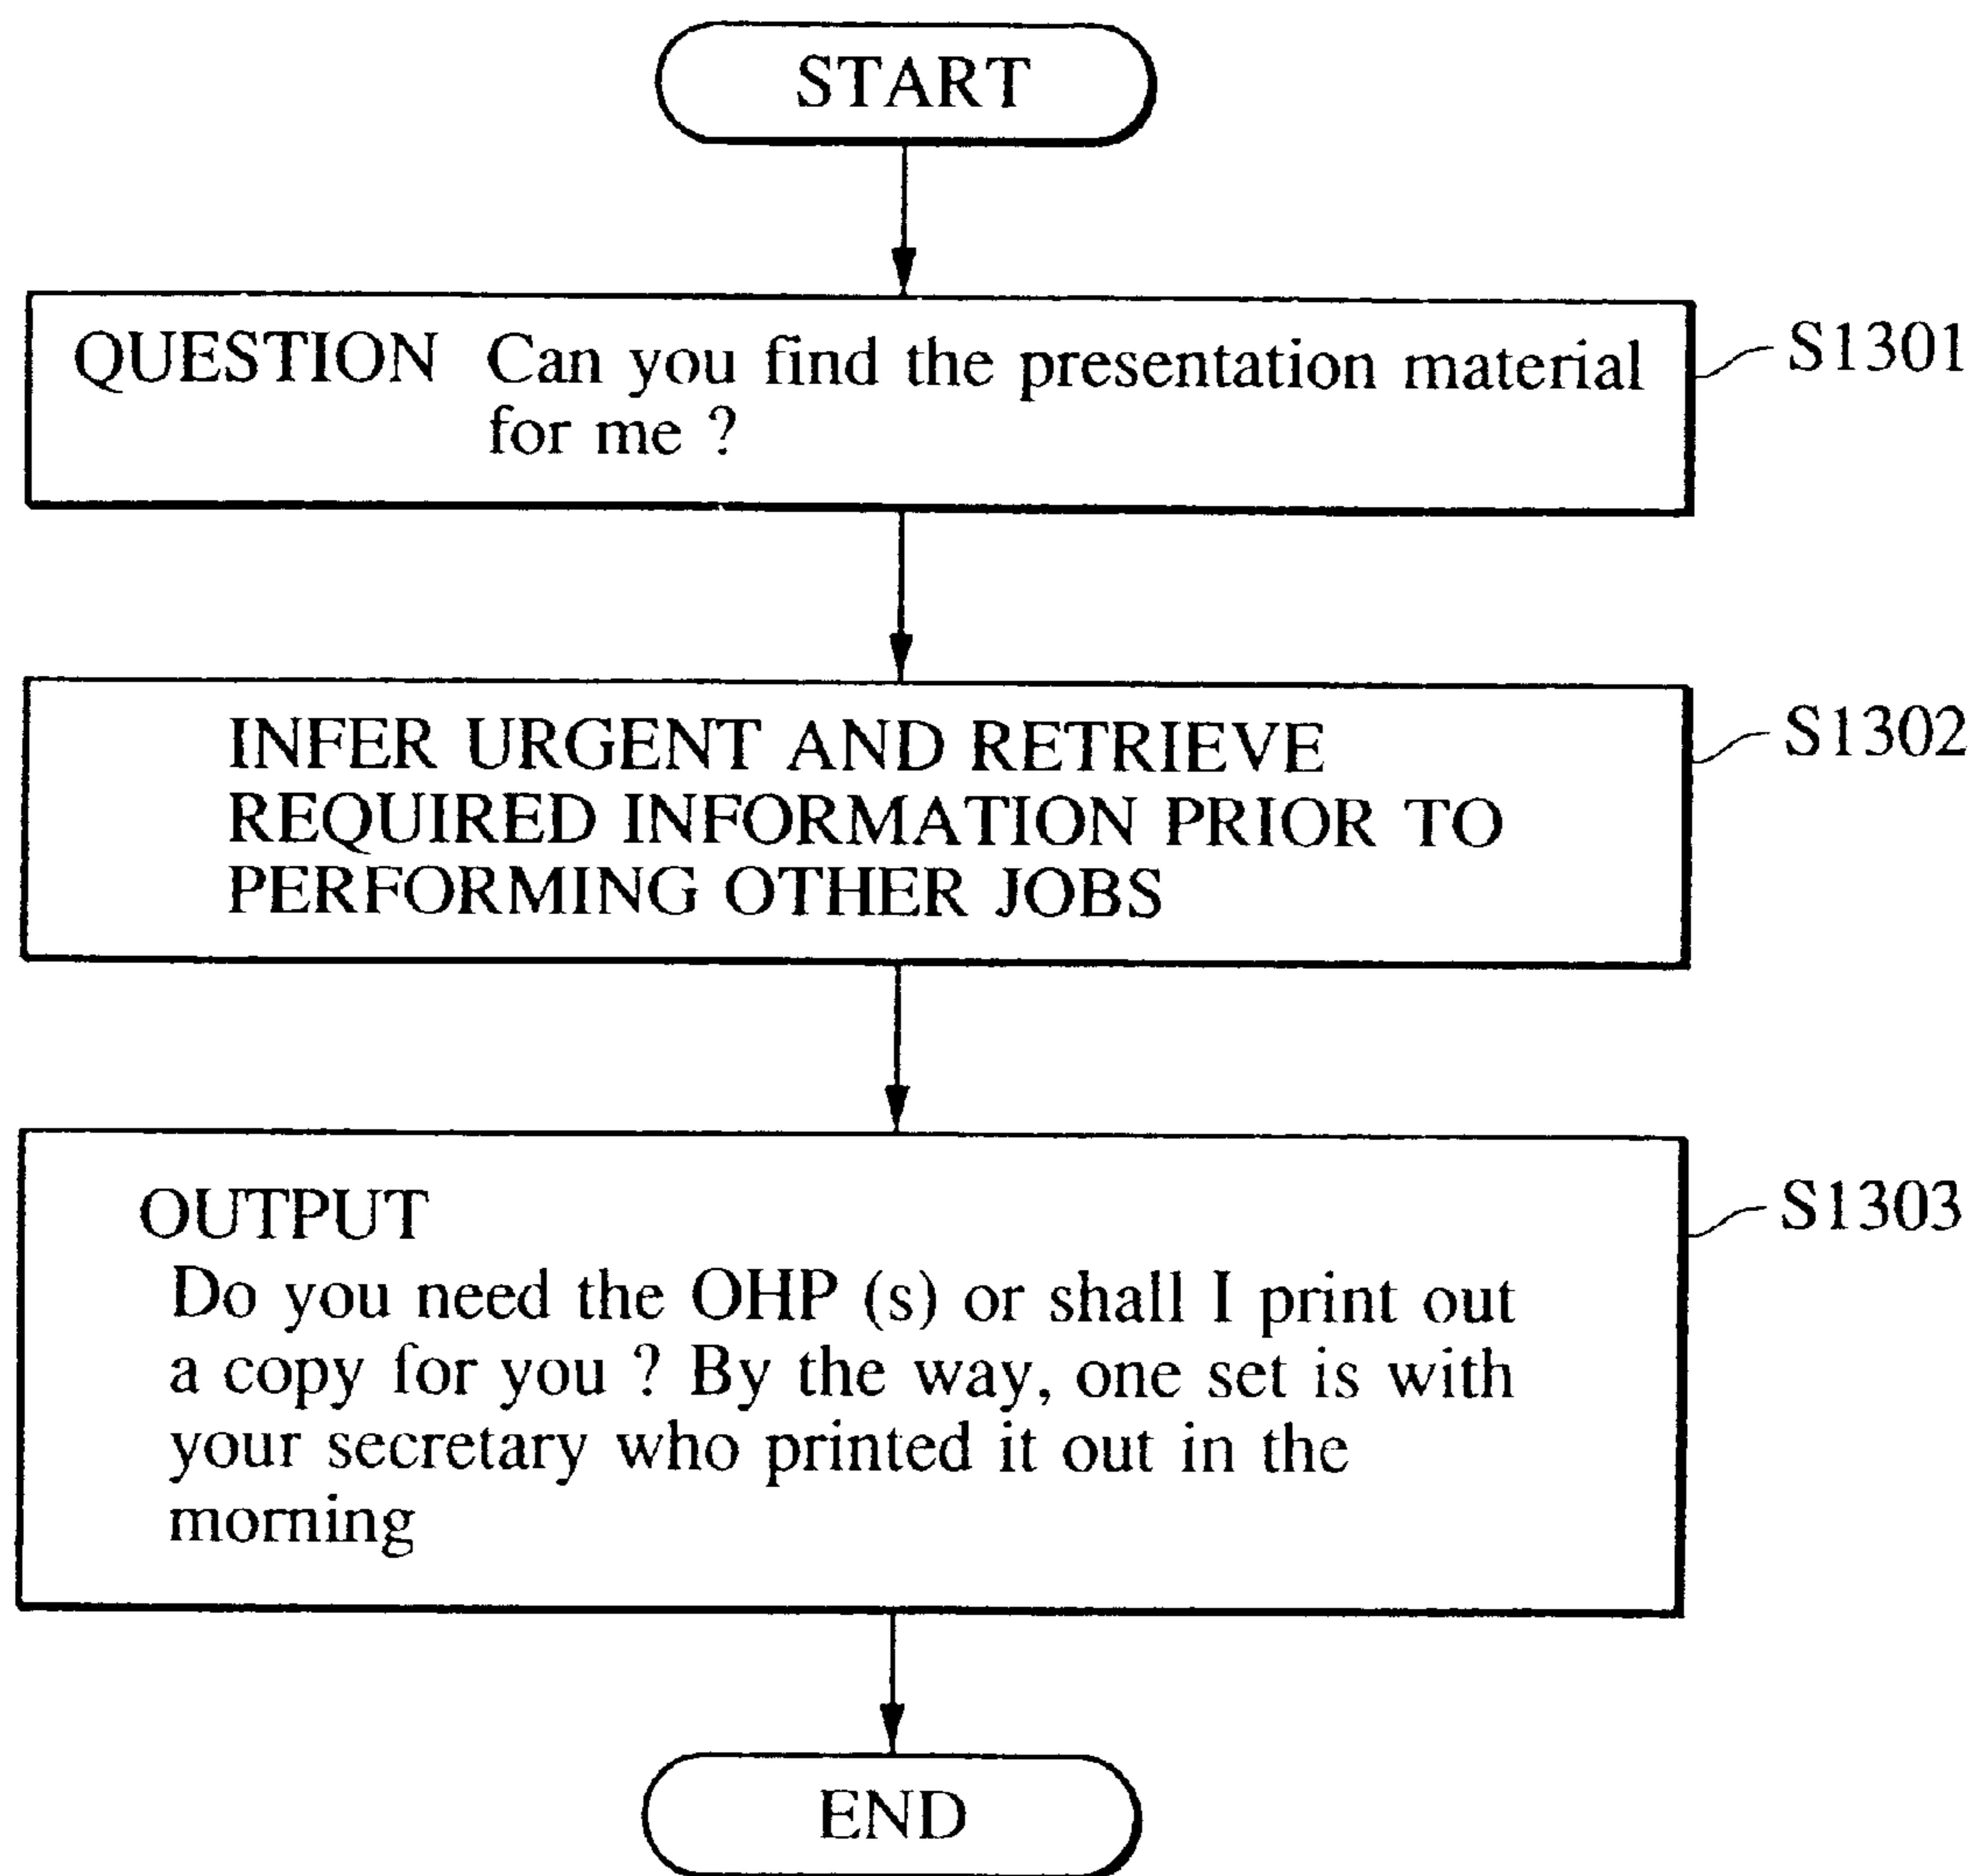 START
QUESTION Can you find the presentation material
for me ?
S1301
INFER URGENT AND RETRIEVE
REQUIRED INFORMATION PRIOR TO
PERFORMING OTHER JOBS
S1302
OUTPUT
Do you need the OHP (s) or shall I print out
a copy for you ? By the way, one set is with
your secretary who printed it out in the
morning
S1303
END